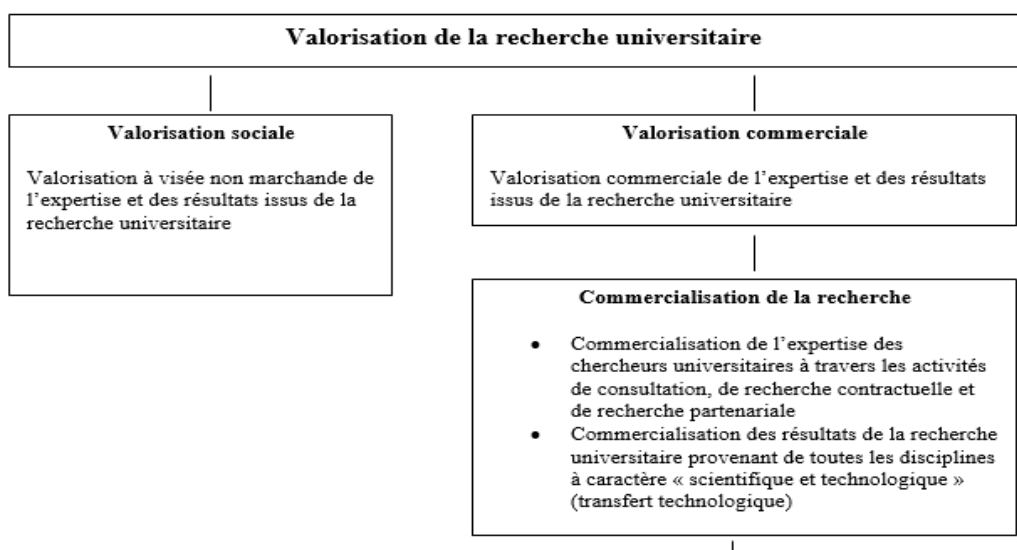 Valorisation de la recherche universitaire
Valorisation sociale
Valorisation à visée non marchande de
l'expertise et des résultats issus de la
recherche universitaire
Valorisation commerciale
Valorisation commerciale de l'expertise et des résultats
issus de la recherche universitaire
Commercialisation de la recherche
• Commercialisation de l'expertise des
chercheurs universitaires à travers les activités
de consultation, de recherche contractuelle et
de recherche partenariale
• Commercialisation des résultats de la recherche
universitaire provenant de toutes les disciplines
à caractère « scientifique et technologique »
(transfert technologique)